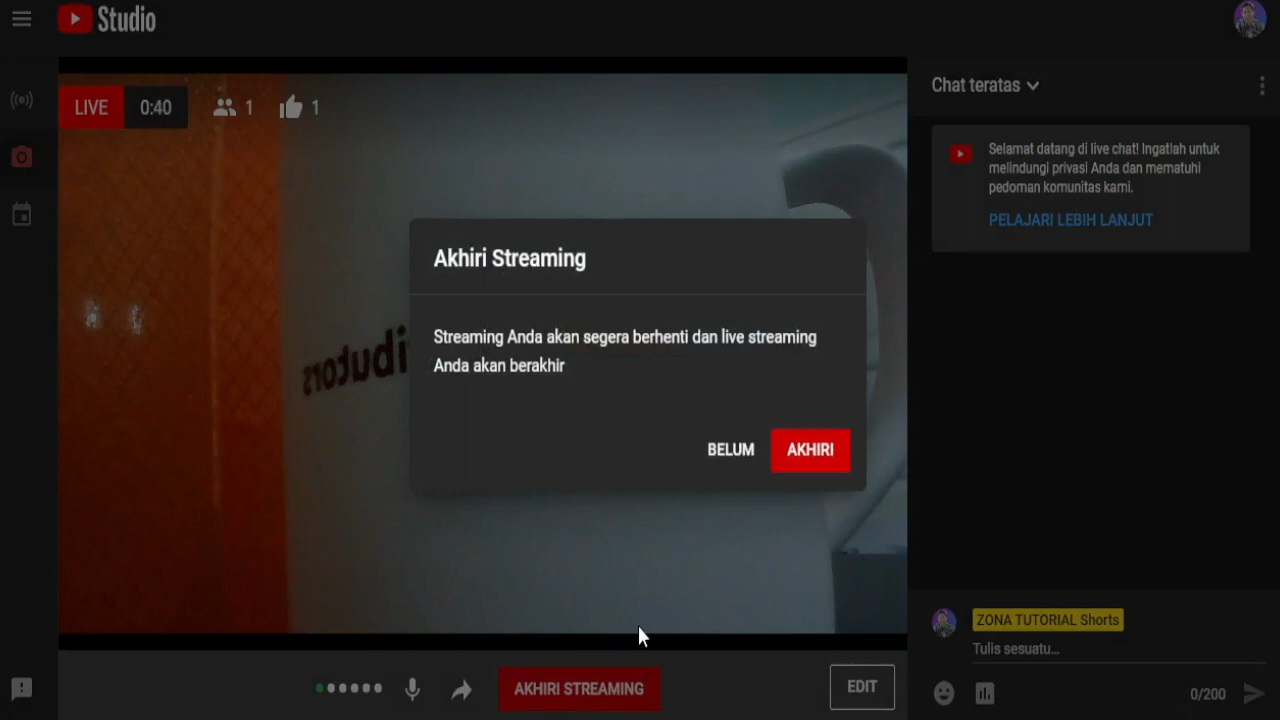 Studio
LIVE 0:40 1 1
Chat teratas
Selamat datang di live chat! Ingatlah untuk
melindungi privasi Anda dan mematuhi
pedoman komunitas kami.
PELAJARI LEBIH LANJUT
Akhiri Streaming
Streaming Anda akan segera berhenti dan live streaming
Anda akan berakhir
BELUM AKHIRI
ZONA TUTORIAL Shorts
Tulis sesuatu...
0/200
AKHIRI STREAMING
EDIT